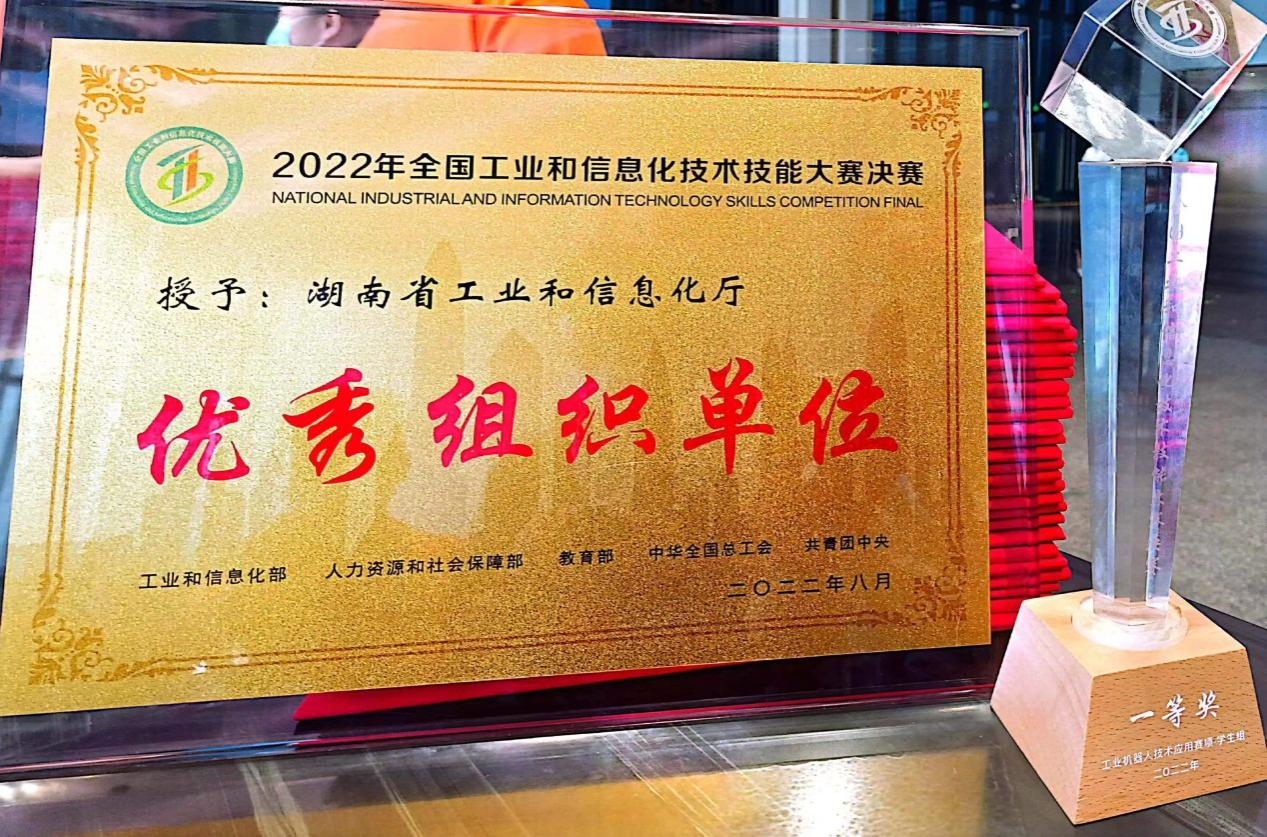 2022年全国工业和信息化技术技能大赛决赛
NATIONAL INDUSTRIAL AND INFORMATION TECHNOLOGY SKILLS COMPETITION FINAL
授予：湖南省工业和信息化厅
优秀组织单位
工业和信息化部 人力资源和社会保障部 教育部 中华全国总工会 共青团中央
二〇二二年八月
一等奖
工业机器人技术应用赛项·学生组
二〇二二年